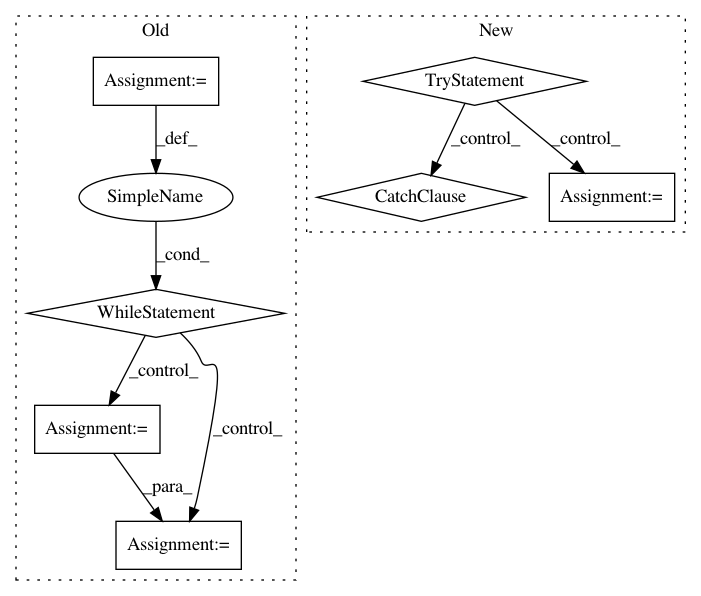 Old
New
Assignment:=
TryStatement
_def_
_control_
_control_
SimpleName
CatchClause
Assignment:=
_cond_
WhileStatement
_control_
_control_
Assignment:=
_para_
Assignment:=